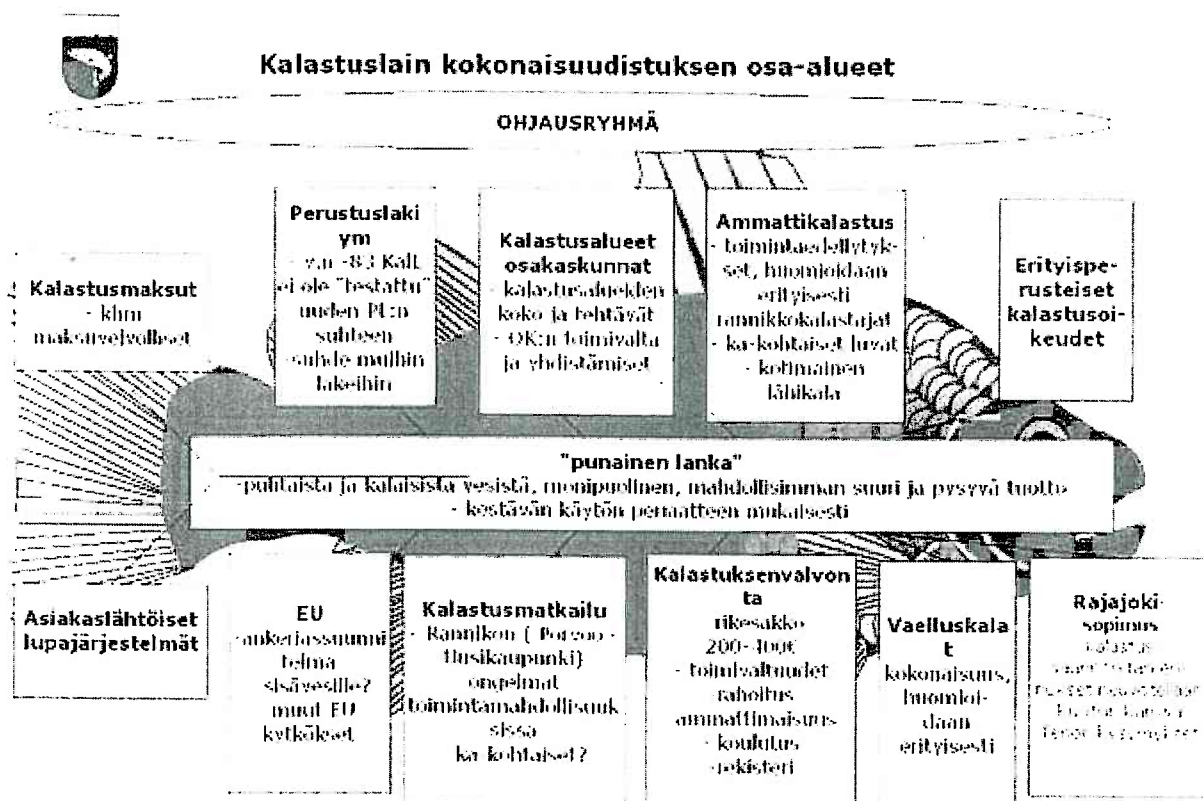 Kalastuslain kokonaisuudistuksen osa-alueet
OHJAUSRYHMÄ
Kalastusmaksut
- khm
maksuvelvolliset
Perustuslaki
ym
- v:n -83 KalL
ei ole "testattu"
uuden PL:n
suhteen
-suhde muihin
lakeihin
Kalastusalueet
osakaskunnat
- kalastusalueiden
koko ja tehtävät
- OK:n toimivalta
ja yhdistämiset
Ammattikalastus
- toimintaedellytyk-
set, huomioidaan
erityisesti
rannikkokalastajat
- ka-kohtaiset luvat
- kotimainen
lähikala
Erityispe-
rusteiset
kalastusoi-
keudet
"punainen lanka"
-puhtaista ja kalaisista vesistä, monipuolinen, mahdollisimman suuri ja pysyvä tuotto
- kestävän käytön periaatteen mukaisesti
Asiakaslähtöiset
lupajärjestelmät
EU
-ankeriassuunni
telma
sisävesille?
muut EU
kytkökset
Kalastusmatkailu
- Rannikon ( Porvoo -
Uusikaupunki)
ongelmat
toimintamahdollisuuk
sissa
ka-kohtaiset?
Kalastuksenvalvon
ta
rikesakko
200-400€
- toimivaltuudet
rahoitus
ammattimaisuus
- koulutus
-rekisteri
Vaelluskala
t
kokonaisuus,
huomioi-
daan
erityisesti
Rajajoki-
sopimus
kalastus